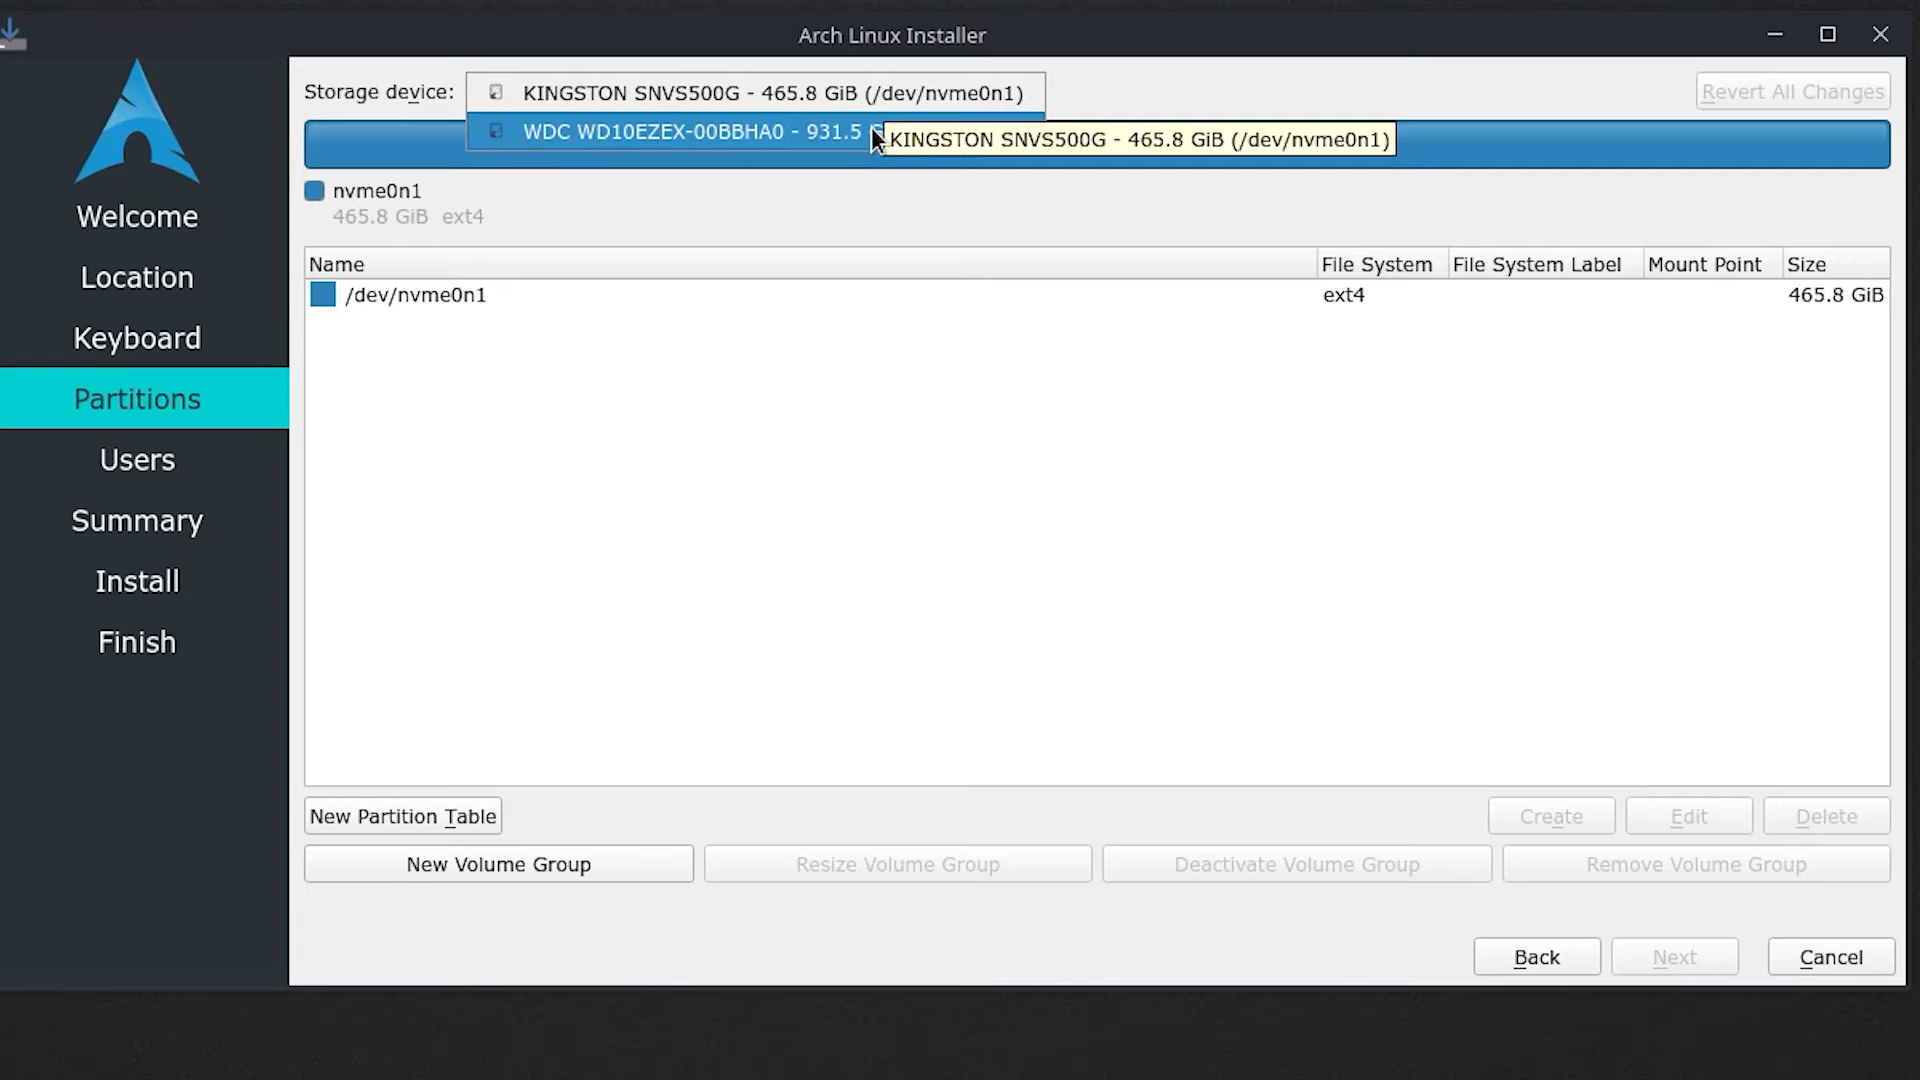 Arch Linux Installer
Storage device:
KINGSTON SNVS500G - 465.8 GiB (/dev/nvme0n1)
Revert All Changes
WDC WD10EZEX-00BBHA0 - 931.5
KINGSTON SNVS500G - 465.8 GiB (/dev/nvme0n1)
nvme0n1
465.8 GiB ext4
Welcome
Location
Keyboard
Partitions
Users
Summary
Install
Finish
Name File System File System Label Mount Point Size
/dev/nvme0n1 ext4 465.8 GiB
New Partition Table Create Edit Delete
New Volume Group Resize Volume Group Deactivate Volume Group Remove Volume Group
Back Next Cancel